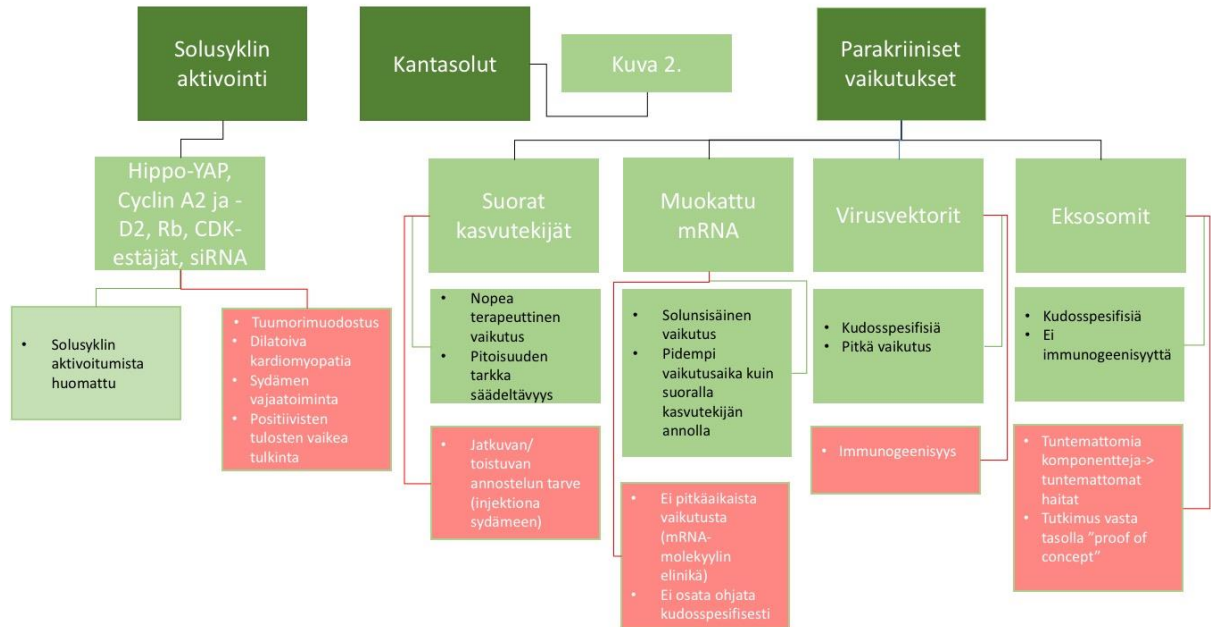 Solusyklin
aktivointi
Kantasolut
Kuva 2.
Parakriiniset
vaikutukset
Hippo-YAP,
Cyclin A2 ja -
D2, Rb, CDK-
estäjät, siRNA
• Solusyklin
aktivoitumista
huomattu
• Tuumorimuodostus
• Dilatoiva
kardiomyopatia
• Sydämen
vajaatoiminta
• Positiivisten
tulosten vaikea
tulkinta
Suorat
kasvutekijät
• Nopea
terapeuttinen
vaikutus
• Pitoisuuden
tarkka
säädeltävyys
• Jatkuvan/
toistuvan
annostelun tarve
(injektiona
sydämeen)
Muokattu
mRNA
• Solunsisäinen
vaikutus
• Pidempi
vaikutusaika kuin
suoralla
kasvutekijän
annolla
• Ei pitkäaikaista
vaikutusta
(mRNA-
molekyylin
elinikä)
• Ei osata ohjata
kudosspesifisesti
Virusvektorit
• Kudosspesifisiä
• Pitkä vaikutus
• Immunogeenisyys
Eksosomit
• Kudosspesifisiä
• Ei
immunogeenisyyttä
• Tuntemattomia
komponentteja->
tuntemattomat
haitat
• Tutkimus vasta
tasolla "proof of
concept"